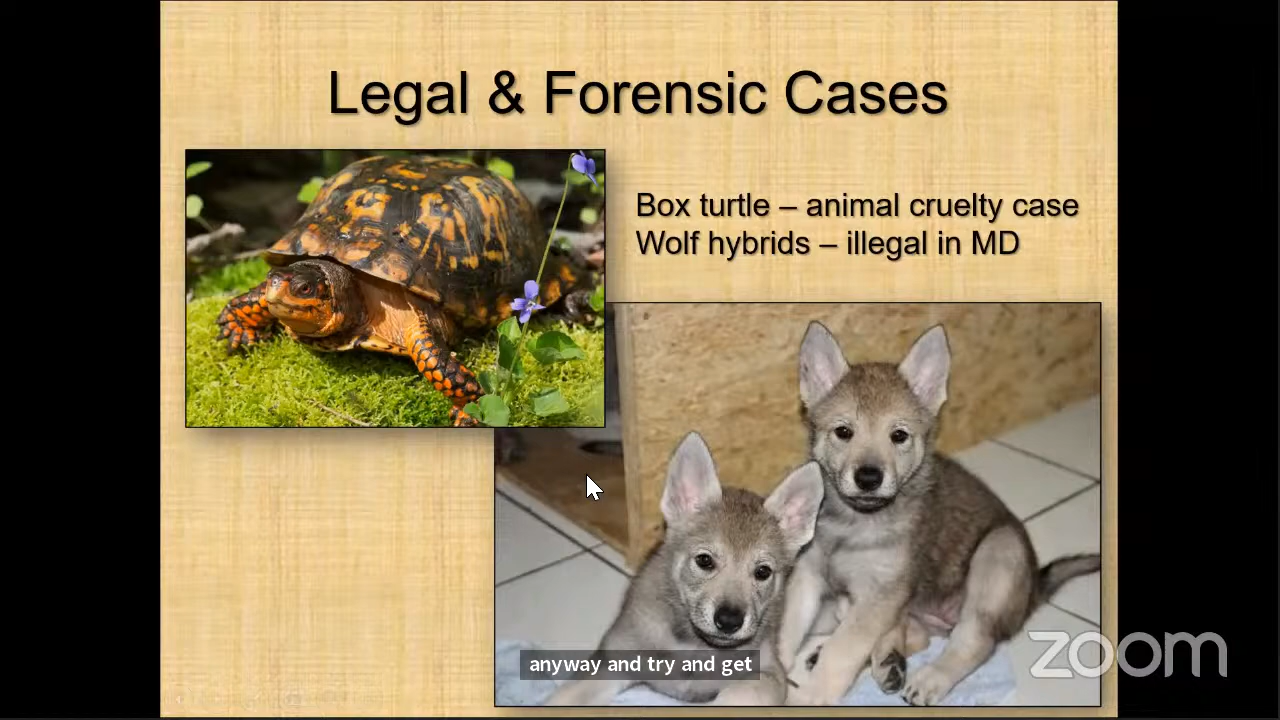 Legal & Forensic Cases
Box turtle – animal cruelty case
Wolf hybrids – illegal in MD
anyway and try and get
zoom